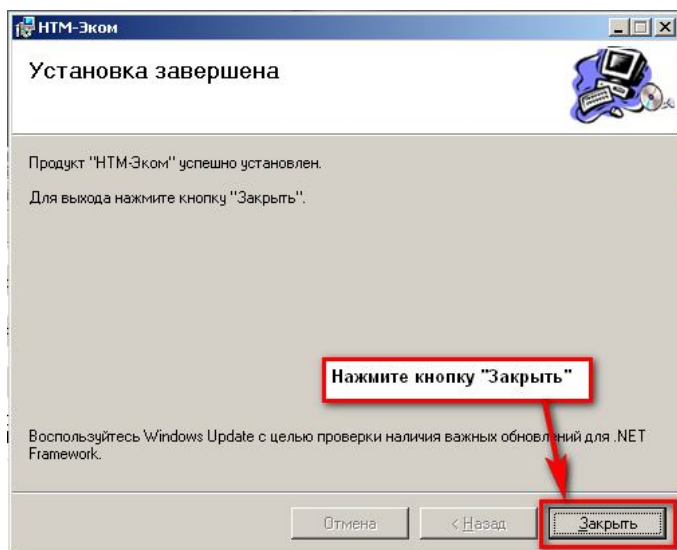 НТМ-Эком
Установка завершена
Продукт "НТМ-Эком" успешно установлен.
Для выхода нажмите кнопку "Закрыть".
Нажмите кнопку "Закрыть"
Воспользуйтесь Windows Update с целью проверки наличия важных обновлений для .NET
Framework.
Отмена
< Назад
Закрыть